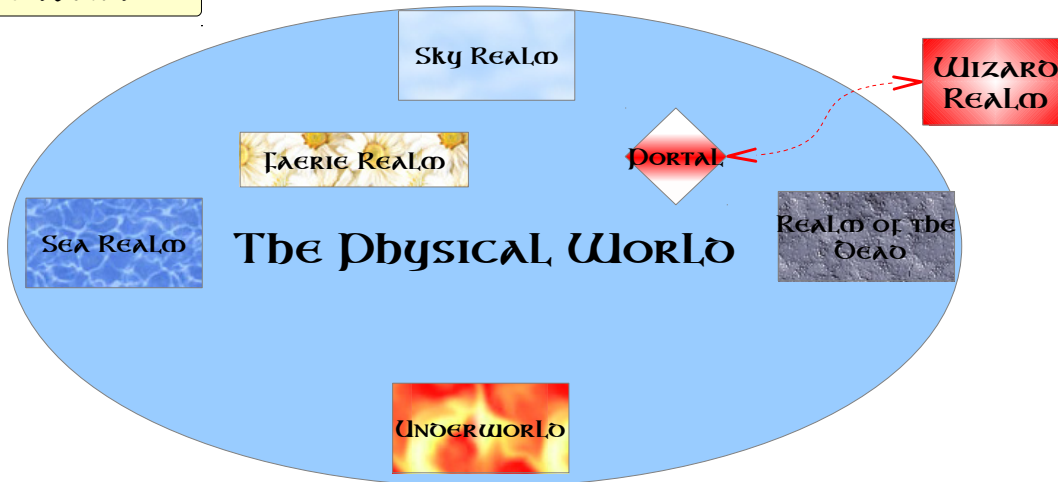 Sky Realm
Wizard
Realm
Faerie Realm
Portal
Sea Realm
The Physical World
Realm of the
Dead
Underworld